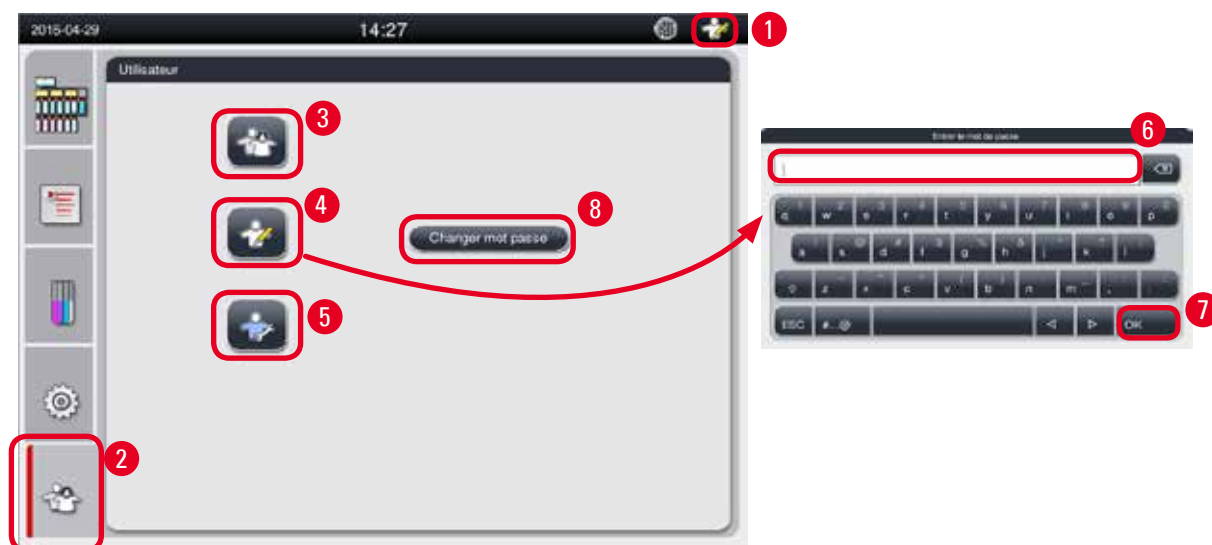 2015-04-29
14:27
1
Utilisateur
3
4
8
Changer mot passe
5
2
Entrer le mot de passe
6
q w e r t y u i o p
a s d f g h j k l
z x c v b n m
ESC #...@ OK
7